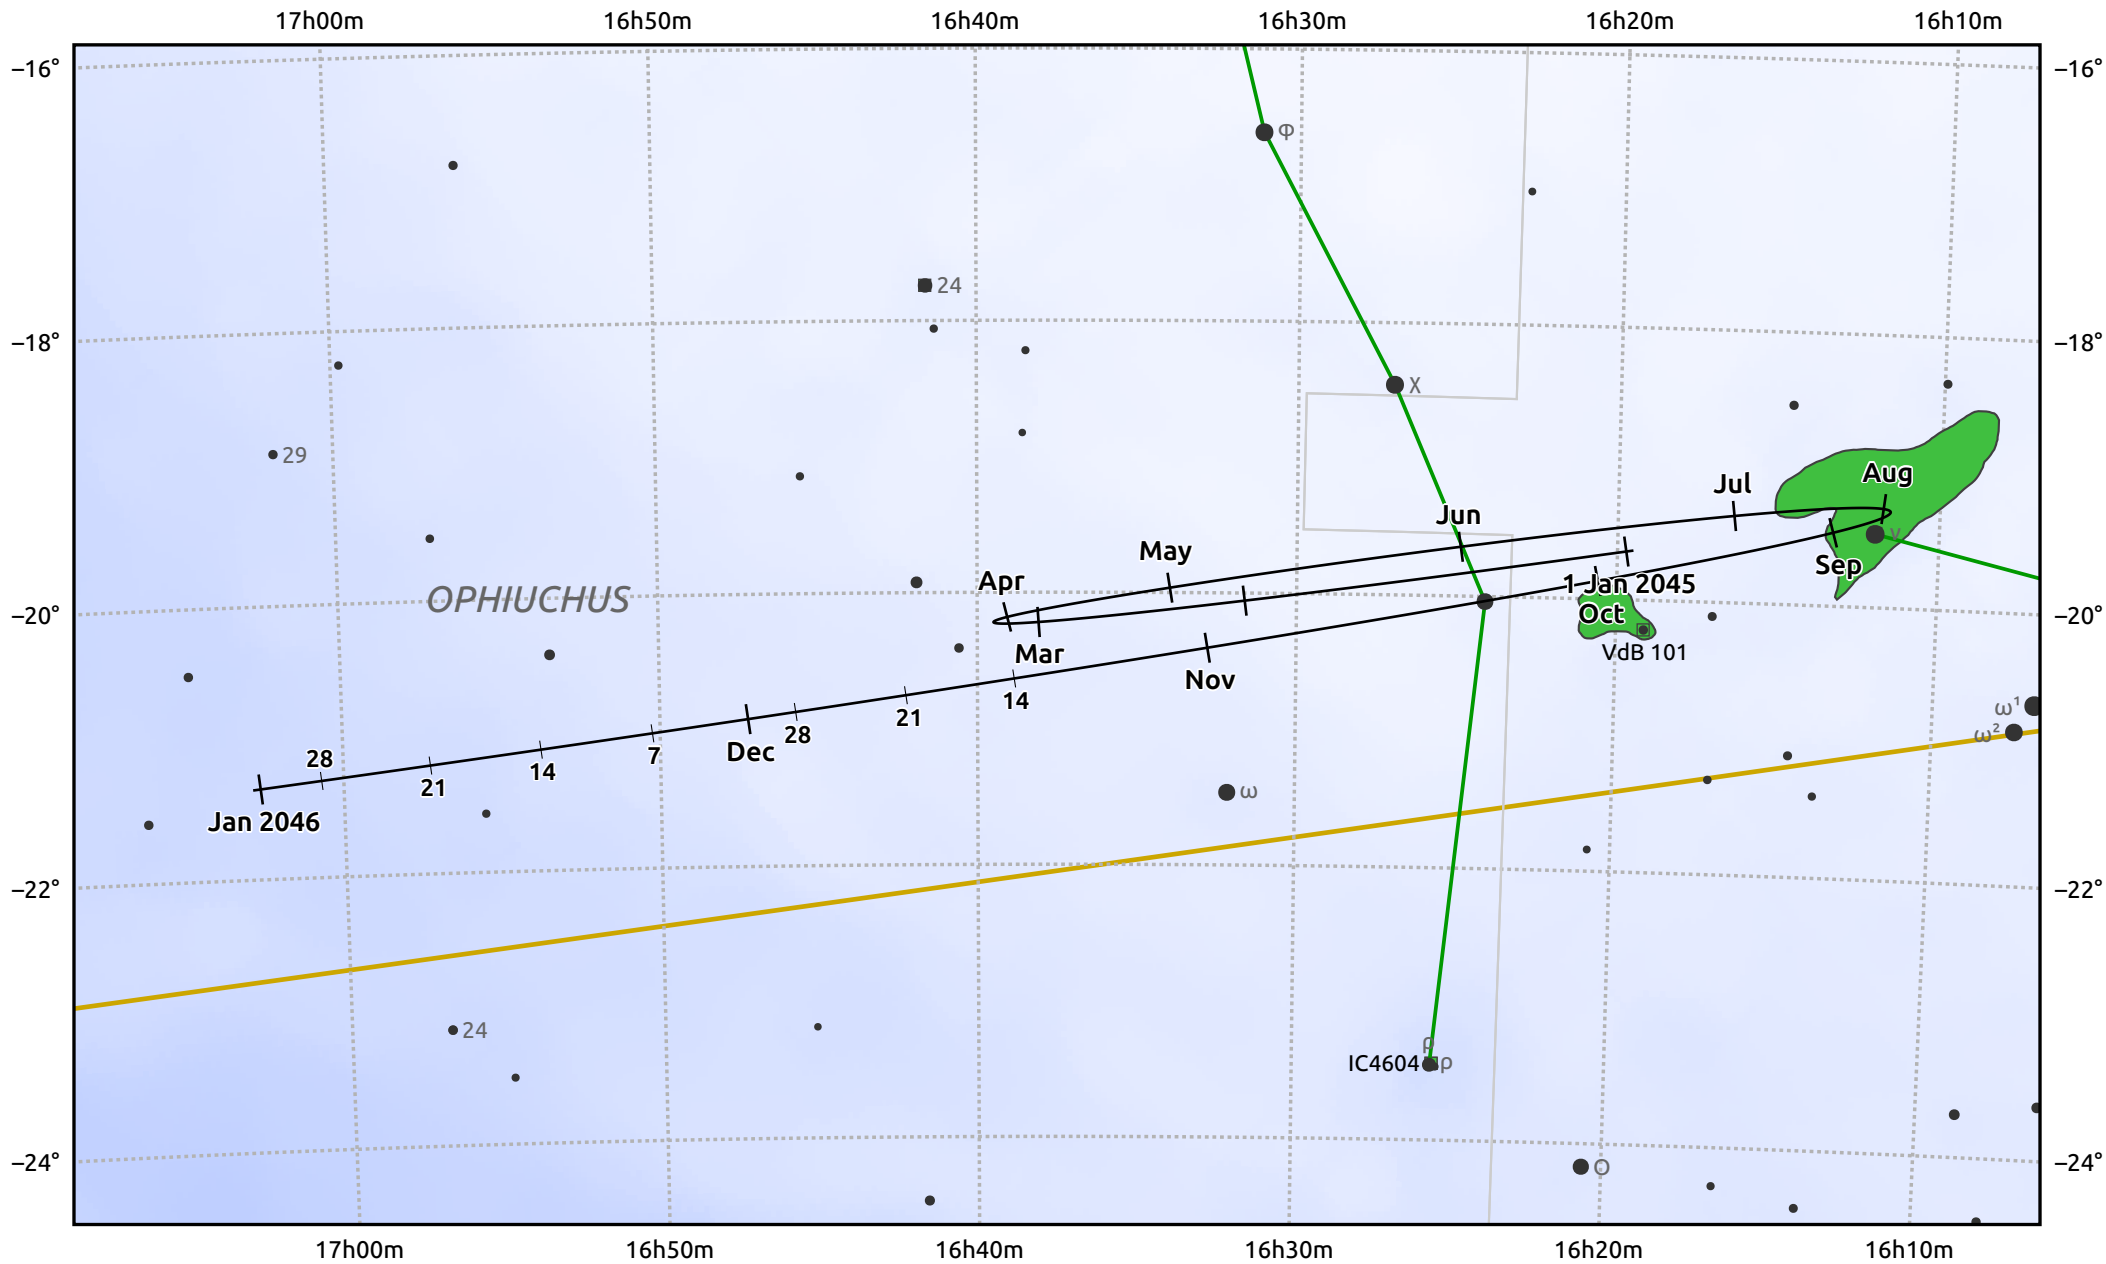 17h00m 16h50m 16h40m 16h30m 16h20m 16h10m
−16° −16°
φ
24
−18° −18°
χ
29
Aug
Jul
Jun
ν
May
Sep
Apr
1 Jan 2045
OPHIUCHUS
−20° Oct −20°
Mar
VdB 101
Nov
14
ω¹
21
ω²
28
Dec
7
28
14
21
ω
Jan 2046
−22° −22°
24
ρ
IC4604 ρ
−24° ο −24°
17h00m 16h50m 16h40m 16h30m 16h20m 16h10m